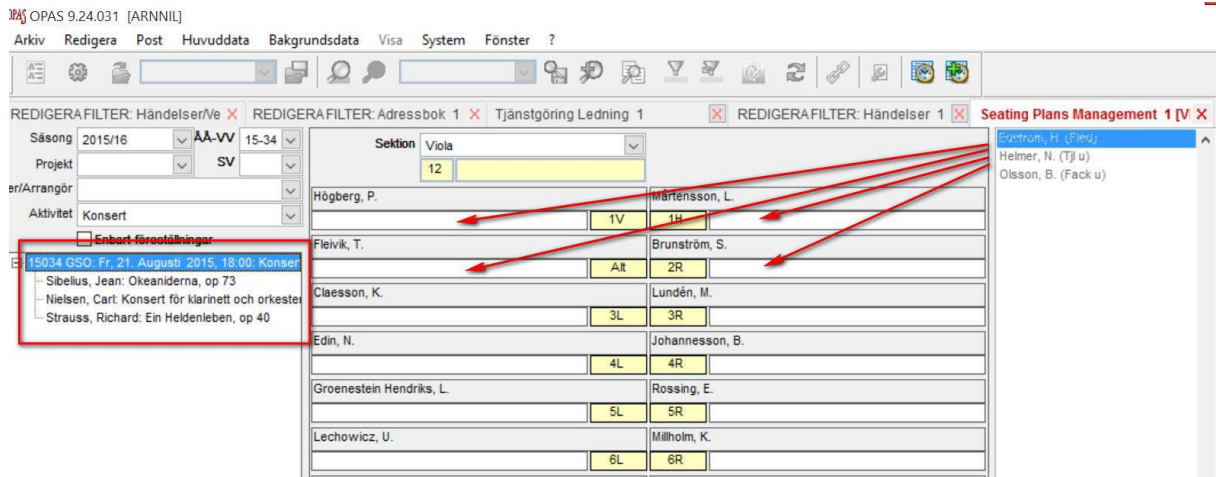 OPAS 9.24.031 [ARNNIL]
Arkiv Redigera Post Huvuddata Bakgrundsdata Visa System Fönster ?
REDIGERA FILTER: Händelser/Ve REDIGERA FILTER: Adressbok 1 Tjänstgöring Ledning 1 REDIGERA FILTER: Händelser 1 Seating Plans Management 1 [V
Säsong 2015/16 ÅÅ-VV 15-34
Projekt SV
er/Arrangör
Aktivitet Konsert
Enbart föreställningar
15034 GSO: Fr, 21. Augusti 2015, 18:00: Konser
Sibelius, Jean: Okeaniderna, op 73
Nielsen, Carl: Konsert för klarinett och orkester
Strauss, Richard: Ein Heldenleben, op 40
Sektion Viola
12
Högberg, P. Mårtensson, L.
1V 1H
Fleivik, T. Brunström, S.
Alt 2R
Claesson, K. Lundén, M.
3L 3R
Edin, N. Johannesson, B.
4L 4R
Groenestein Hendriks, L. Rossing, E.
5L 5R
Lechowicz, U. Millholm, K.
6L 6R
Edström, H. (Fled)
Helmer, N. (Tjl u)
Olsson, B. (Fack u)